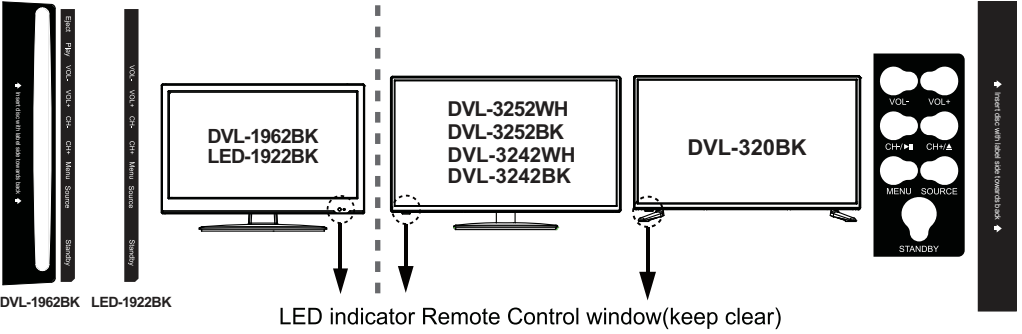 Insert disc with label side towards back
Eject Play VOL- VOL+ CH- CH+ Menu Source Standby
VOL- VOL+ CH- CH+ Menu Source Standby
DVL-1962BK LED-1922BK
DVL-1962BK
LED-1922BK
DVL-3252WH
DVL-3252BK
DVL-3242WH
DVL-3242BK
DVL-320BK
LED indicator Remote Control window(keep clear)
VOL- VOL+
CH-/⏯ CH+/⏏
MENU SOURCE
STANDBY
Insert disc with label side towards back